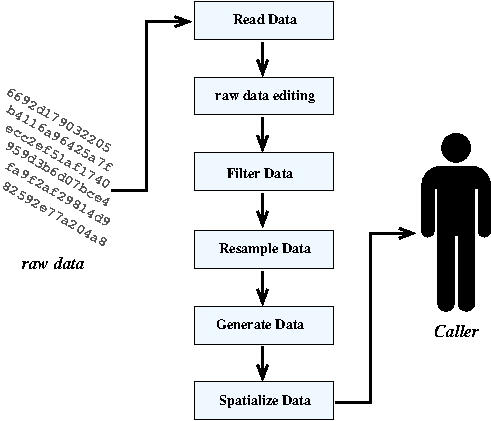 6692d179032205
b4116a96425a7f
ecc2ef51af1740
959d3b6d07bce4
fa9f2af29814d9
82592e77a204a8
raw data
Read Data
raw data editing
Filter Data
Resample Data
Generate Data
Spatialize Data
Caller